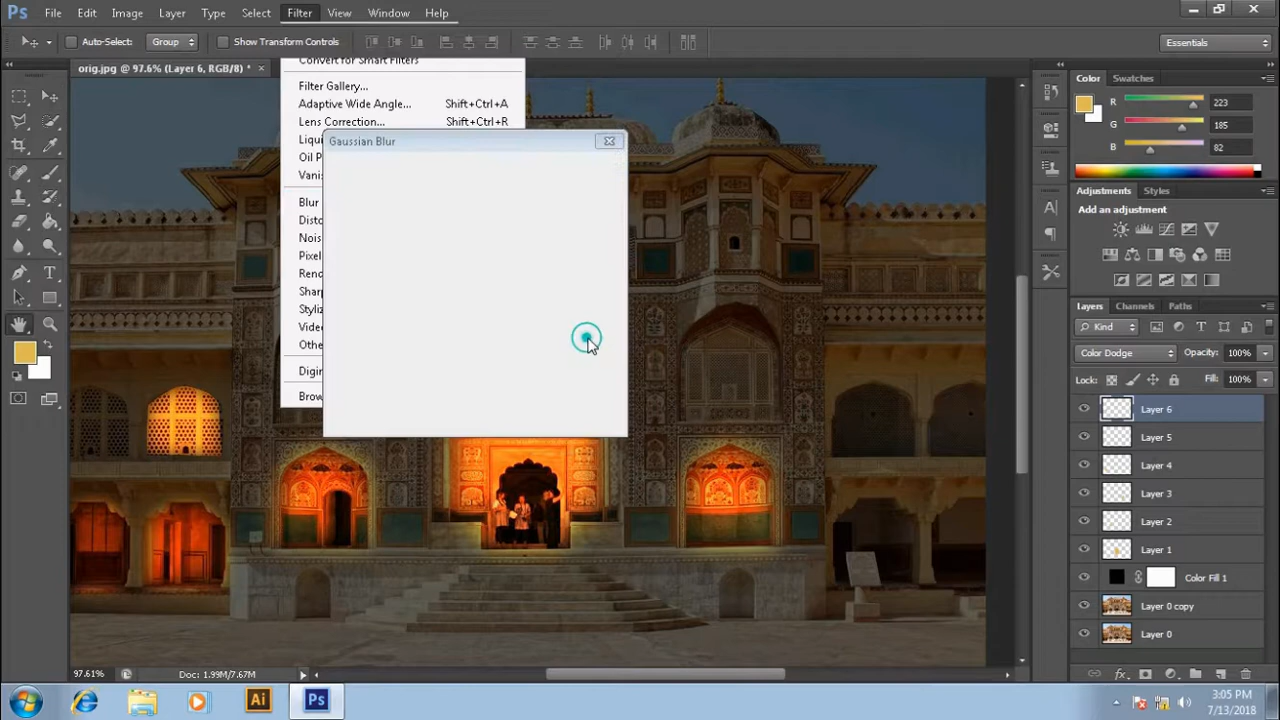 Ps File Edit Image Layer Type Select Filter View Window Help
Auto-Select: Group Show Transform Controls Essentials
orig.jpg @ 97.6% (Layer 6, RGB/8) * ×
Convert for Smart Filters
Filter Gallery...
Adaptive Wide Angle... Shift+Ctrl+A
Lens Correction... Shift+Ctrl+R
Gaussian Blur
Blur
Color Swatches
R 223
G 185
B 82
Adjustments Styles
Add an adjustment
Layers Channels Paths
Kind
Color Dodge Opacity: 100%
Lock: Fill: 100%
Layer 6
Layer 5
Layer 4
Layer 3
Layer 2
Layer 1
Color Fill 1
Layer 0 copy
Layer 0
97.61% Doc: 1.99M/7.67M
Ai Ps
3:05 PM
7/13/2018